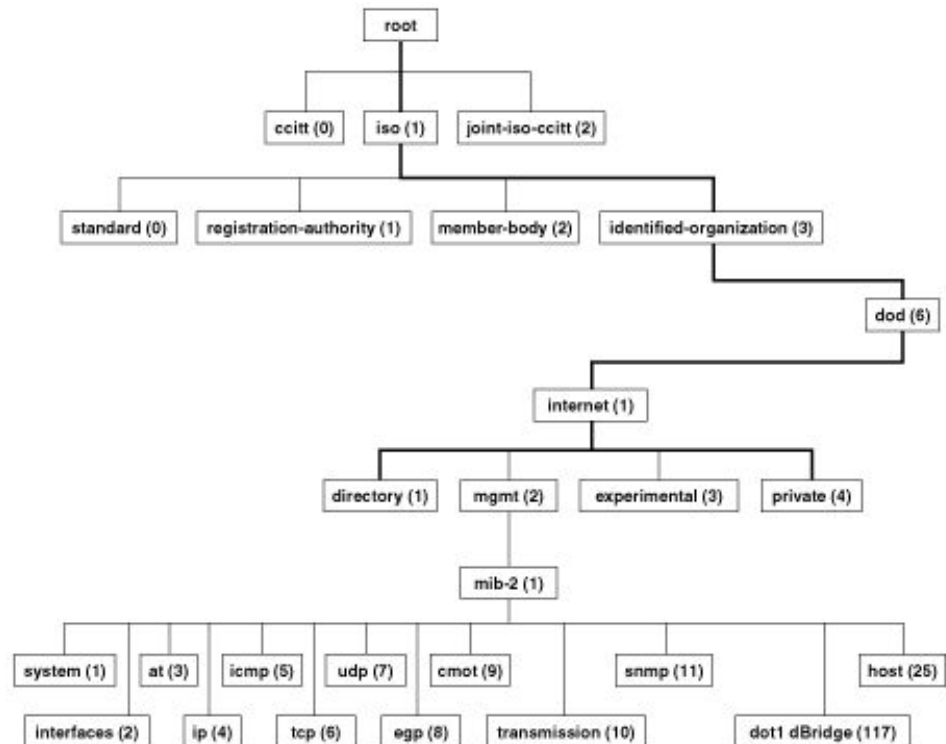 root
ccitt (0) iso (1) joint-iso-ccitt (2)
standard (0) registration-authority (1) member-body (2) identified-organization (3)
dod (6)
internet (1)
directory (1) mgmt (2) experimental (3) private (4)
mib-2 (1)
system (1) at (3) icmp (5) udp (7) cmot (9) snmp (11) host (25)
interfaces (2) ip (4) tcp (6) egp (8) transmission (10) dot1 dBridge (117)